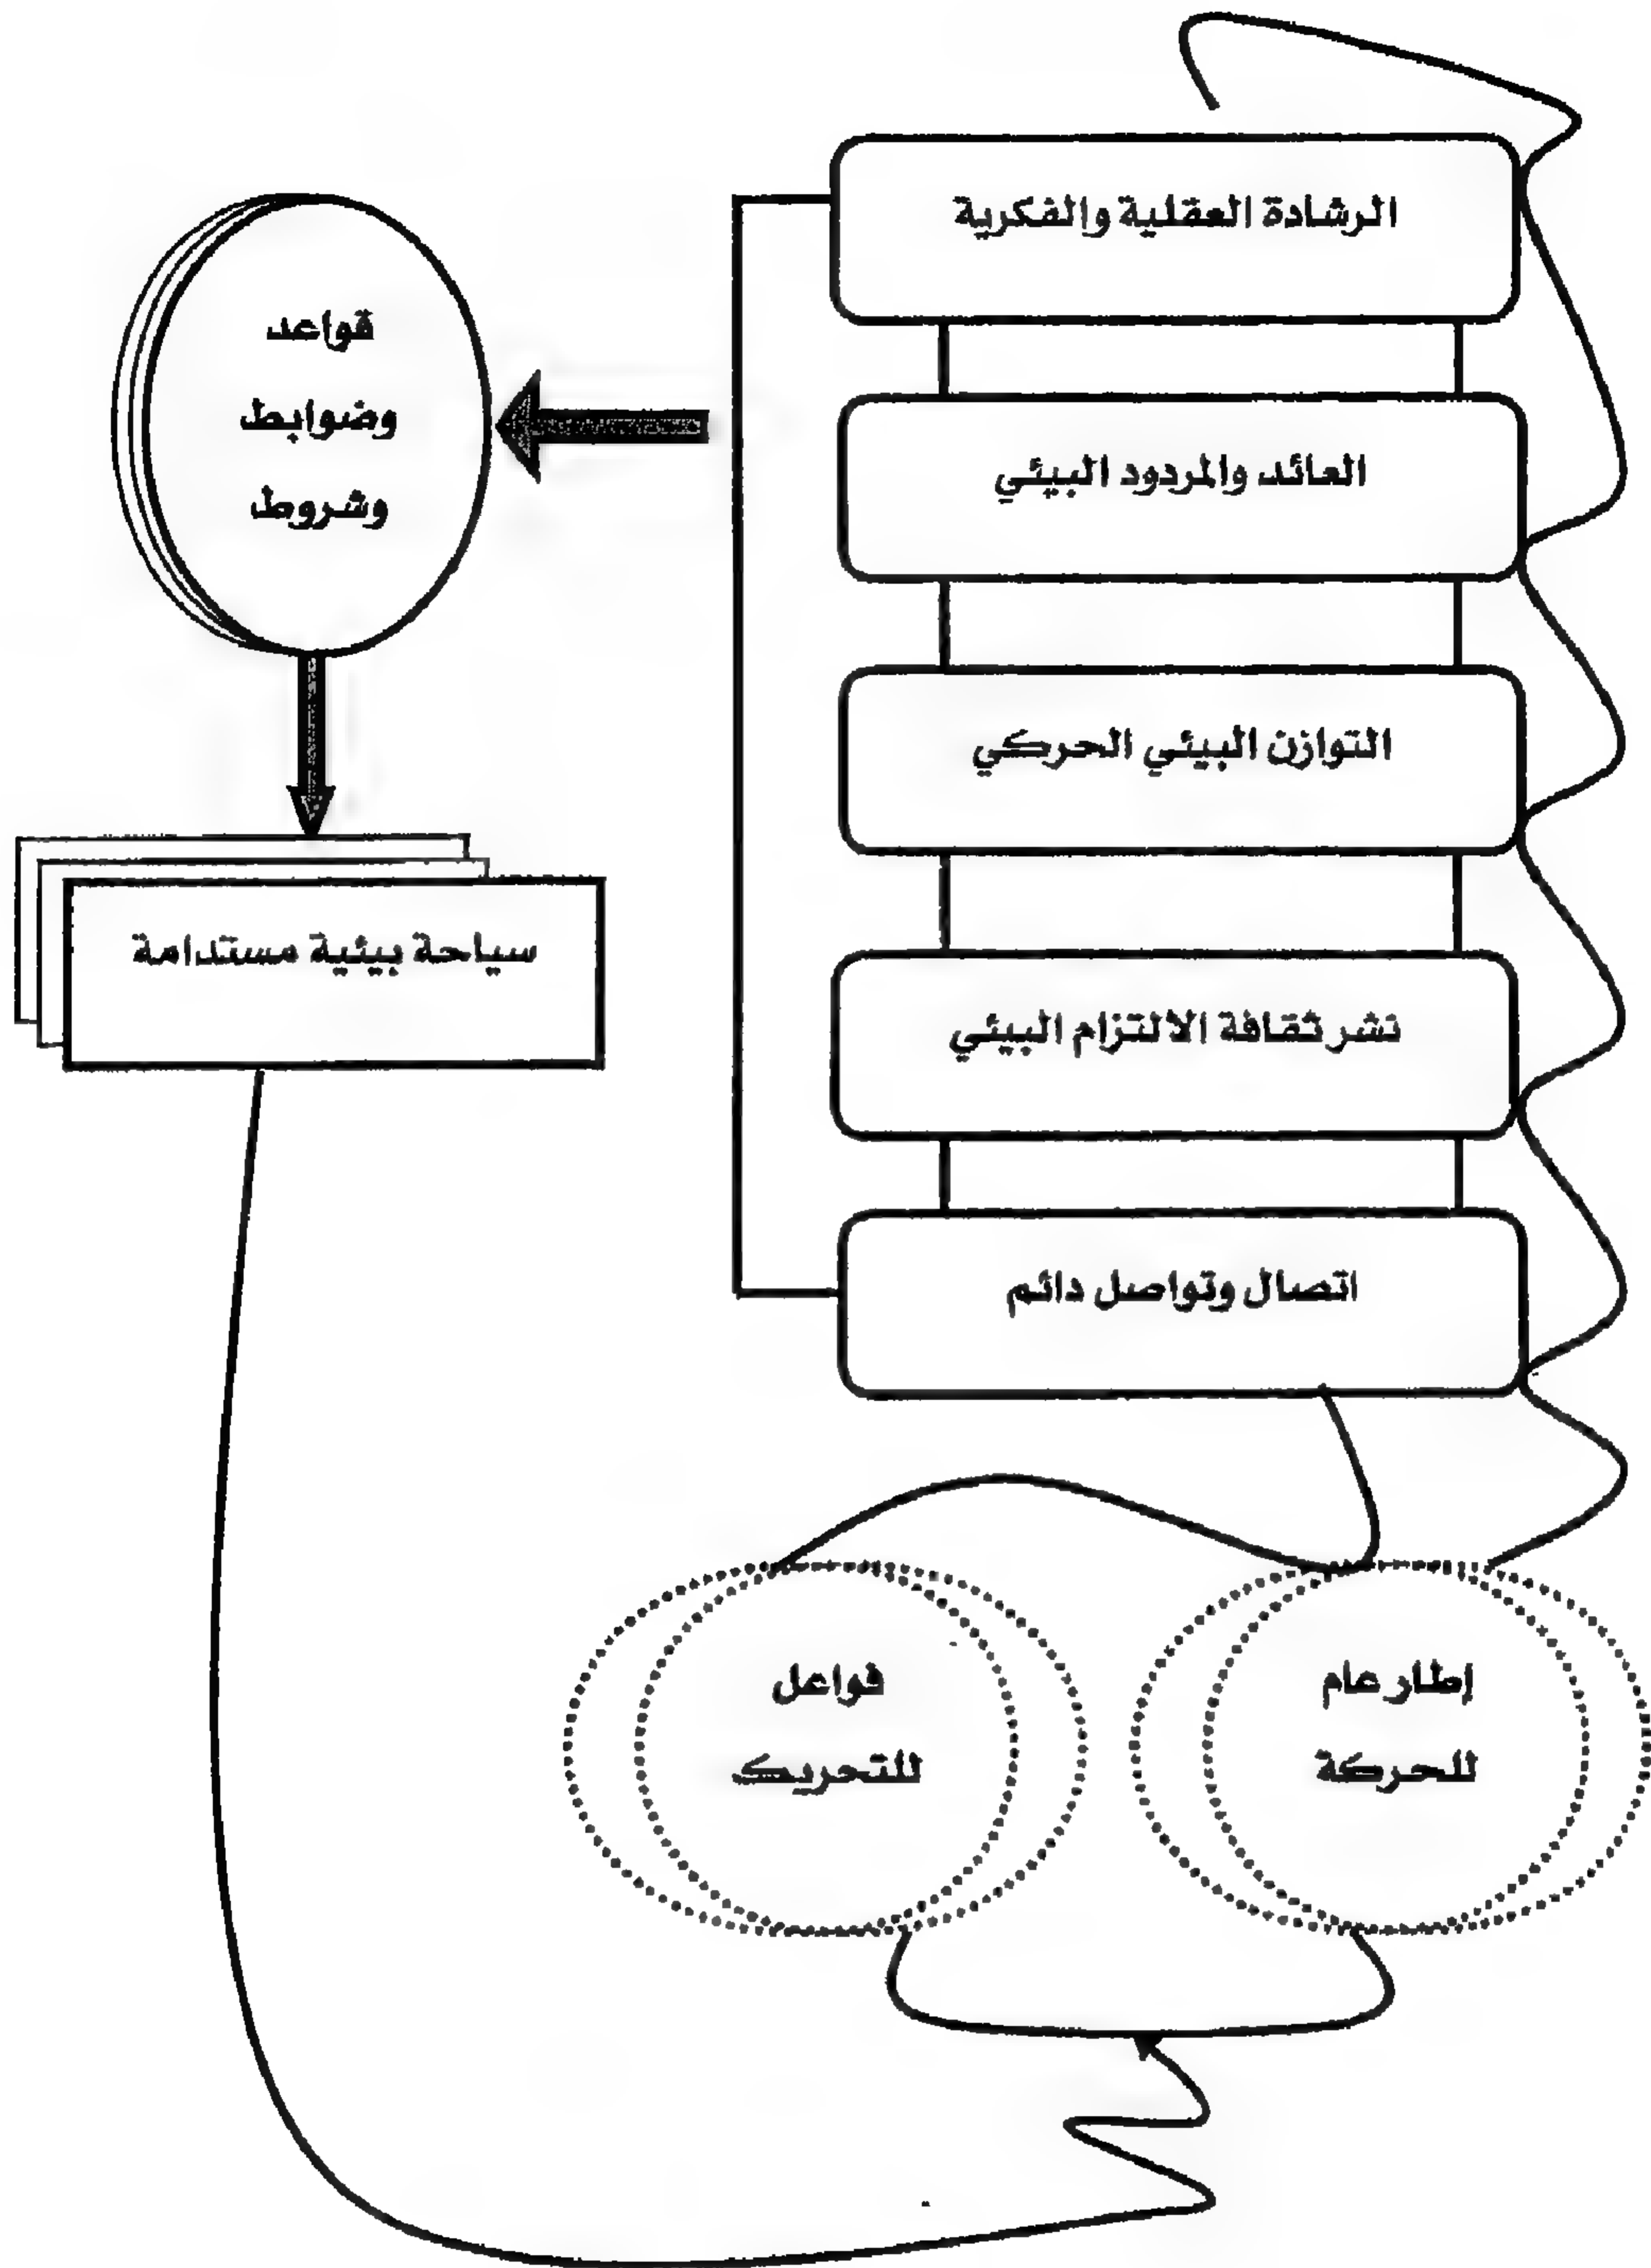 الرشادة العقلية والفكرية
العائد والمردود البيئي
التوازن البيئي الحركي
نشر ثقافة الالتزام البيئي
اتصال وتواصل دائم
قواعد
وضوابط
وشروط
سياحة بيئية مستدامة
إطار عام
للحركة
فواعل
للتحريك